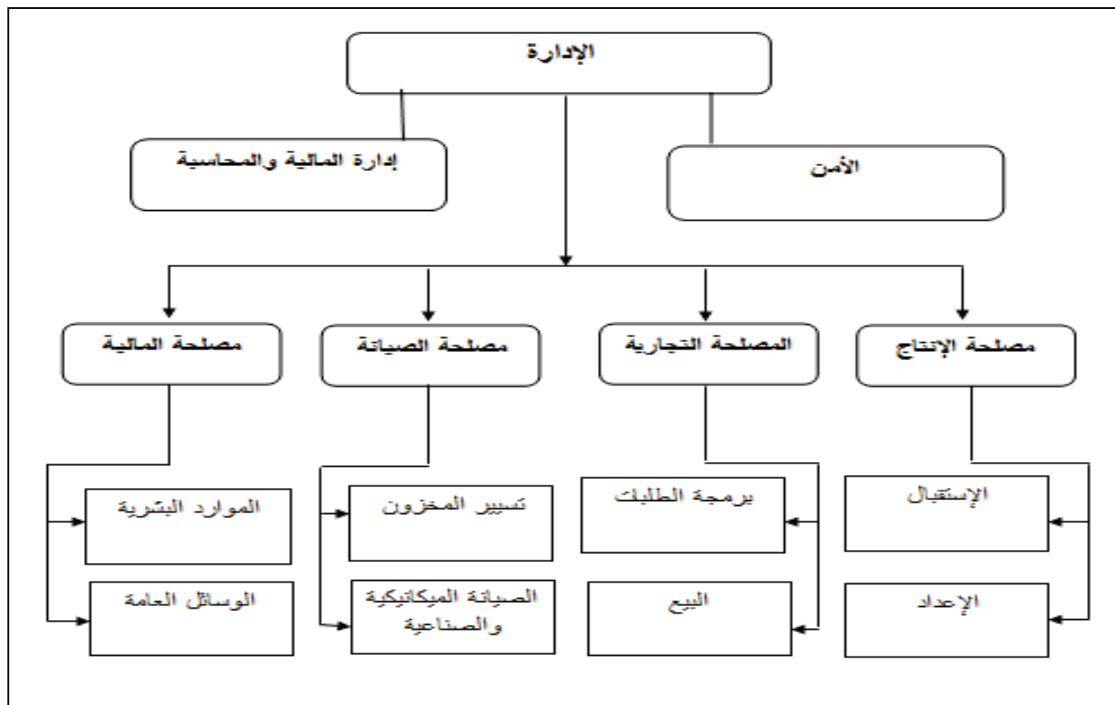 الإدارة
الأمن
إدارة المالية والمحاسبة
مصلحة الإنتاج
المصلحة التجارية
مصلحة الصيانة
مصلحة المالية
الإستقبال
برمجة الطلبات
تسيير المخزون
الموارد البشرية
الإعداد
البيع
الصيانة الميكانيكية
والصناعية
الوسائل العامة